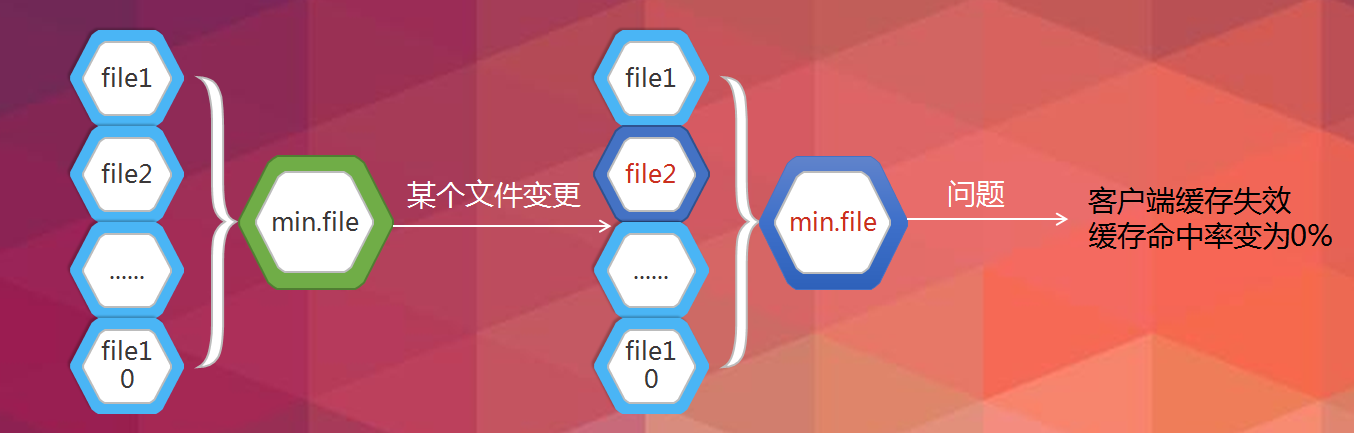 file1
file2
......
file1
0
min.file
某个文件变更
file1
file2
......
file1
0
min.file
问题
客户端缓存失效
缓存命中率变为0%